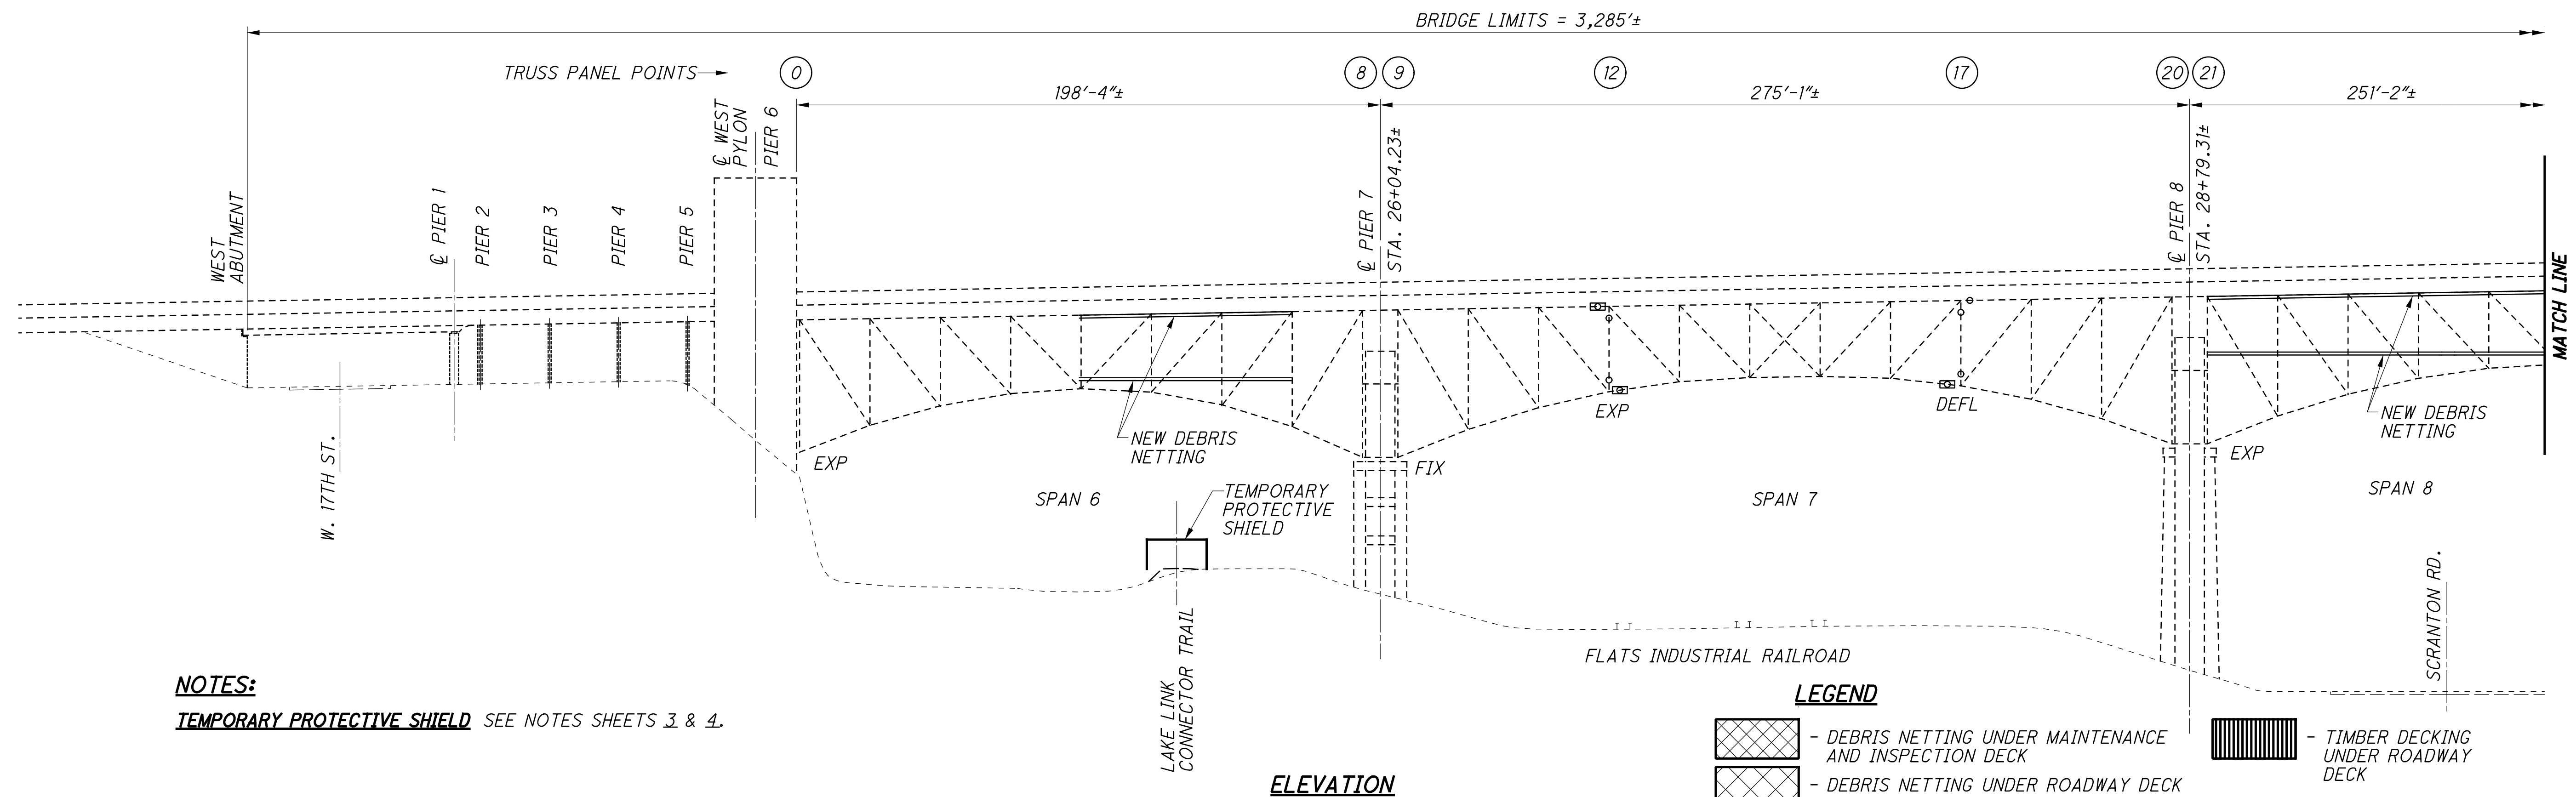 BRIDGE LIMITS = 3,285'±
TRUSS PANEL POINTS
0
8
9
12
17
20
21
198'-4"±
275'-1"±
251'-2"±
WEST
ABUTMENT
℄ PIER 1
PIER 2
PIER 3
PIER 4
PIER 5
℄ WEST
PYLON
PIER 6
℄ PIER 7
STA. 26+04.23±
℄ PIER 8
STA. 28+79.31±
MATCH LINE
W. 17TH ST.
EXP
NEW DEBRIS
NETTING
FIX
EXP
DEFL
EXP
NEW DEBRIS
NETTING
SPAN 6
SPAN 7
SPAN 8
TEMPORARY
PROTECTIVE
SHIELD
LAKE LINK
CONNECTOR TRAIL
FLATS INDUSTRIAL RAILROAD
SCRANTON RD.
NOTES:
TEMPORARY PROTECTIVE SHIELD SEE NOTES SHEETS 3 & 4.
ELEVATION
LEGEND
- DEBRIS NETTING UNDER MAINTENANCE
AND INSPECTION DECK
- DEBRIS NETTING UNDER ROADWAY DECK
- TIMBER DECKING
UNDER ROADWAY
DECK